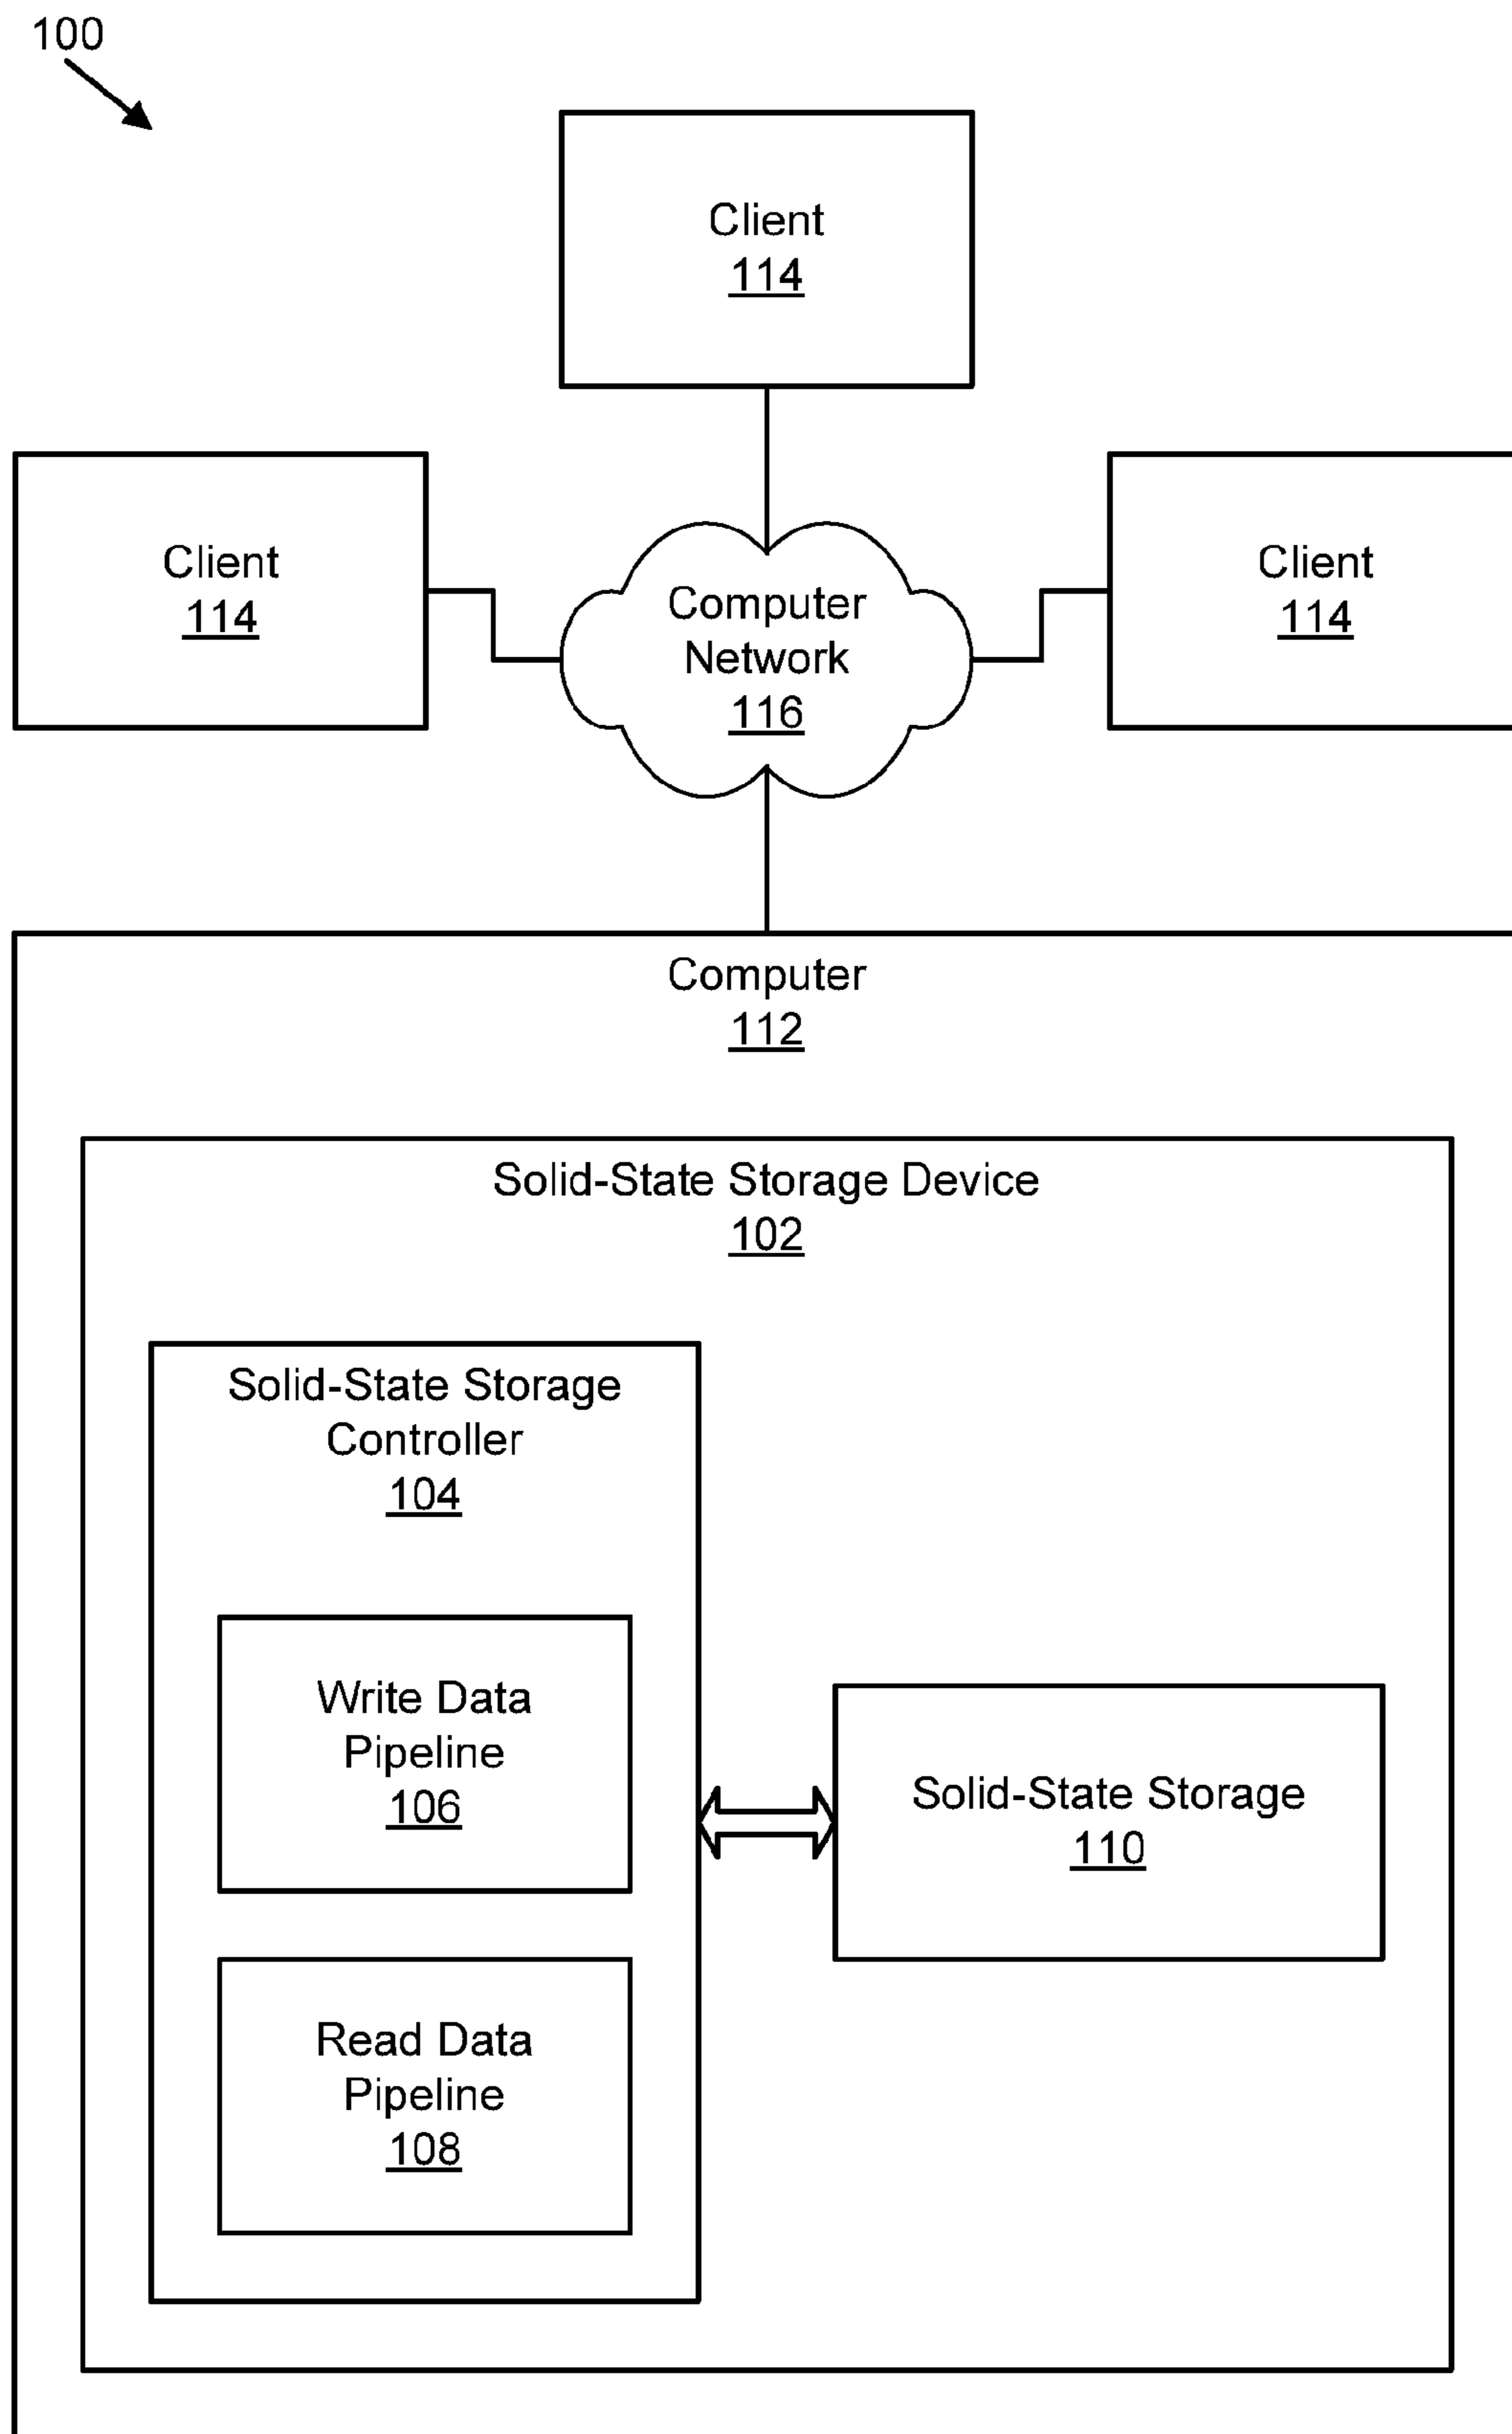 100
Client
114
Client
114
Client
114
Computer
Network
116
Computer
112
Solid-State Storage Device
102
Solid-State Storage
Controller
104
Write Data
Pipeline
106
Solid-State Storage
110
Read Data
Pipeline
108